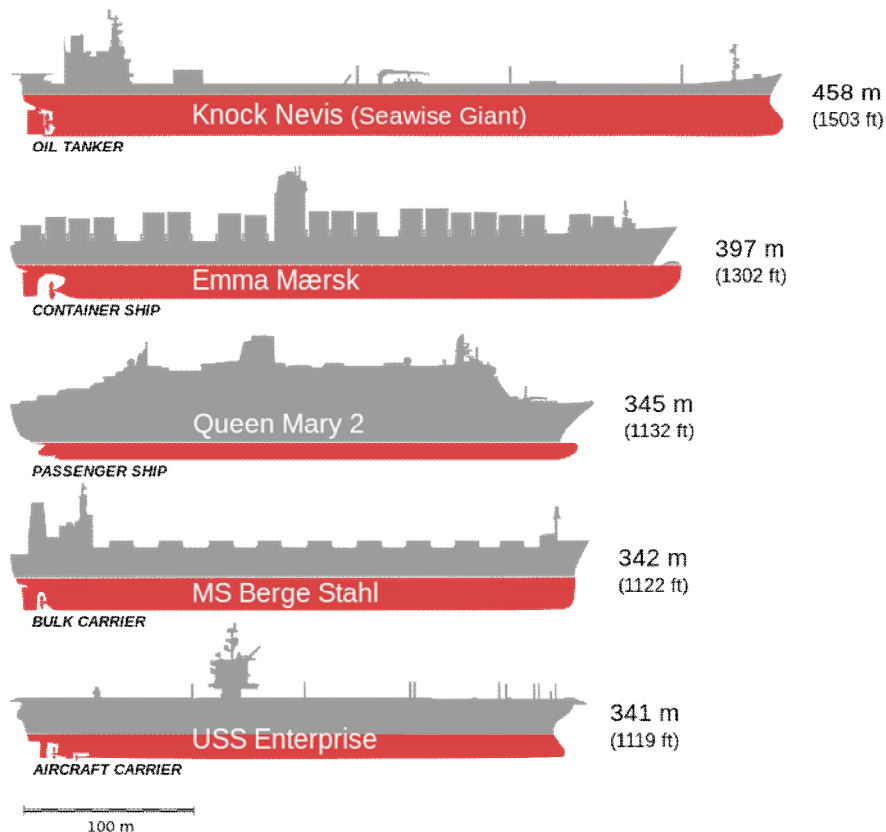 Knock Nevis (Seawise Giant)
458 m
(1503 ft)
OIL TANKER
Emma Mærsk
397 m
(1302 ft)
CONTAINER SHIP
Queen Mary 2
345 m
(1132 ft)
PASSENGER SHIP
MS Berge Stahl
342 m
(1122 ft)
BULK CARRIER
USS Enterprise
341 m
(1119 ft)
AIRCRAFT CARRIER
100 m